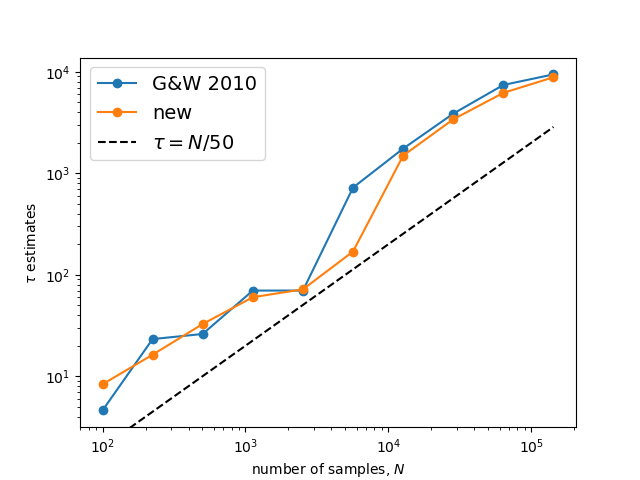 G&W 2010
new
τ = N/50
10⁴
10³
10²
10¹
τ estimates
10² 10³ 10⁴ 10⁵
number of samples, N